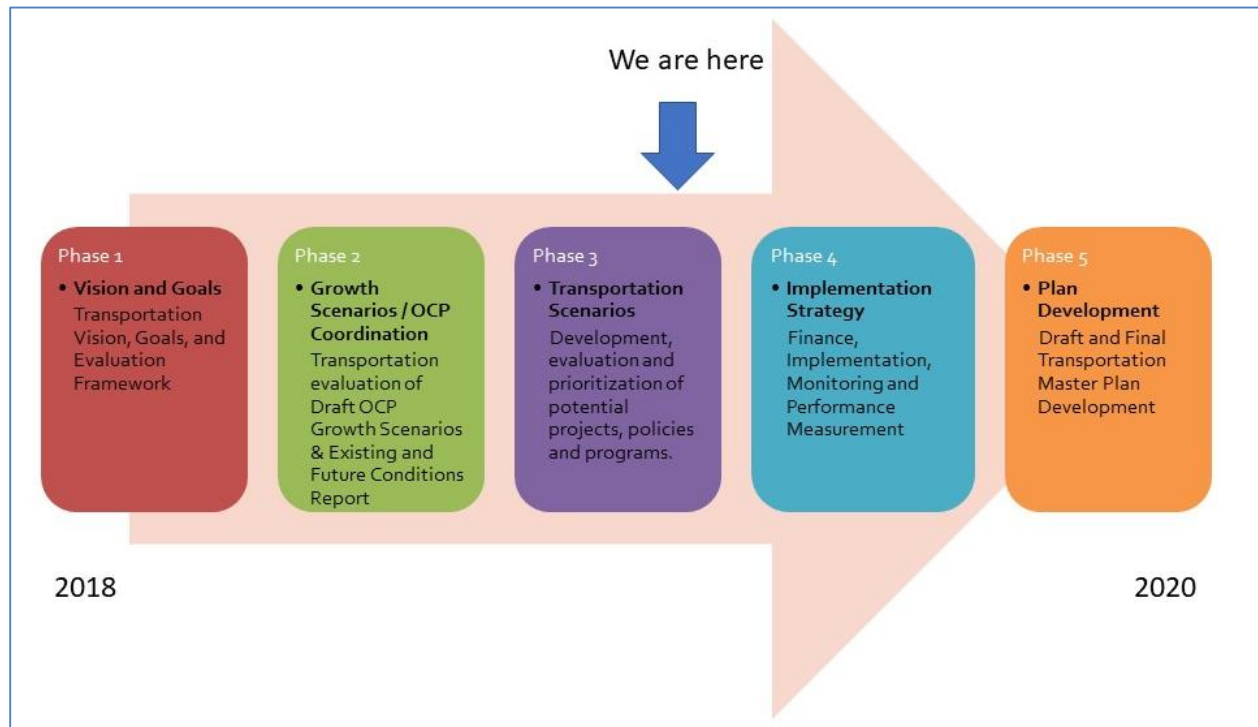 We are here
Phase 1
• Vision and Goals
Transportation
Vision, Goals, and
Evaluation
Framework
Phase 2
• Growth
Scenarios / OCP
Coordination
Transportation
evaluation of
Draft OCP
Growth Scenarios
& Existing and
Future Conditions
Report
Phase 3
• Transportation
Scenarios
Development,
evaluation and
prioritization of
potential
projects, policies
and programs.
Phase 4
• Implementation
Strategy
Finance,
Implementation,
Monitoring and
Performance
Measurement
Phase 5
• Plan
Development
Draft and Final
Transportation
Master Plan
Development
2018
2020